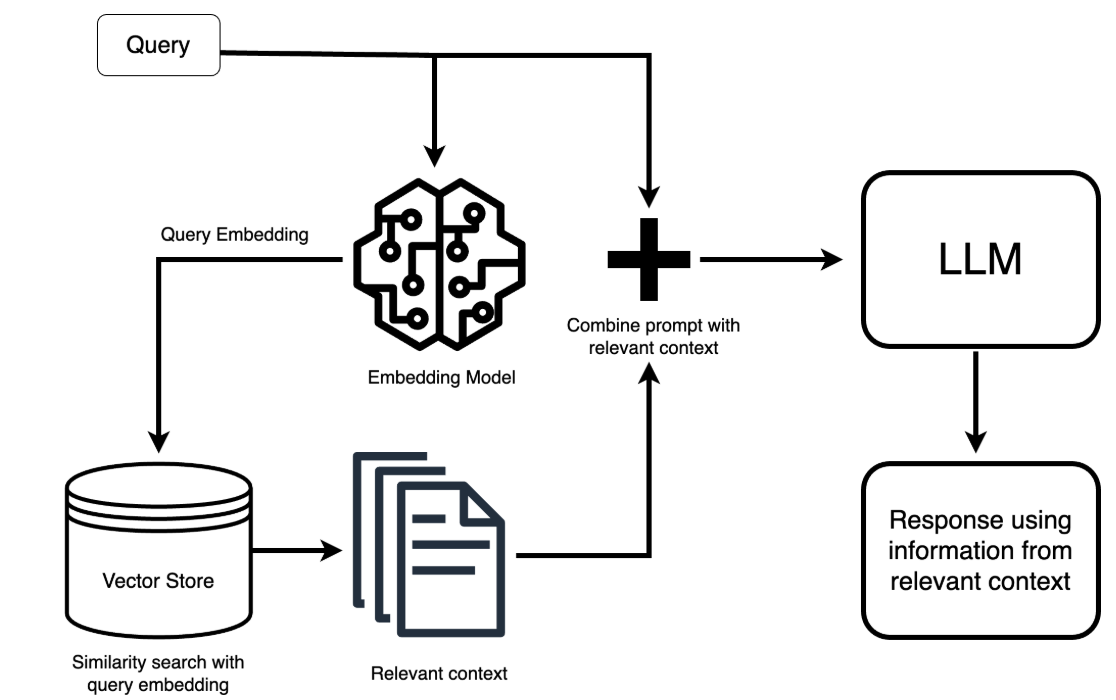 Query
Query Embedding
Embedding Model
Combine prompt with
relevant context
LLM
Vector Store
Similarity search with
query embedding
Relevant context
Response using
information from
relevant context